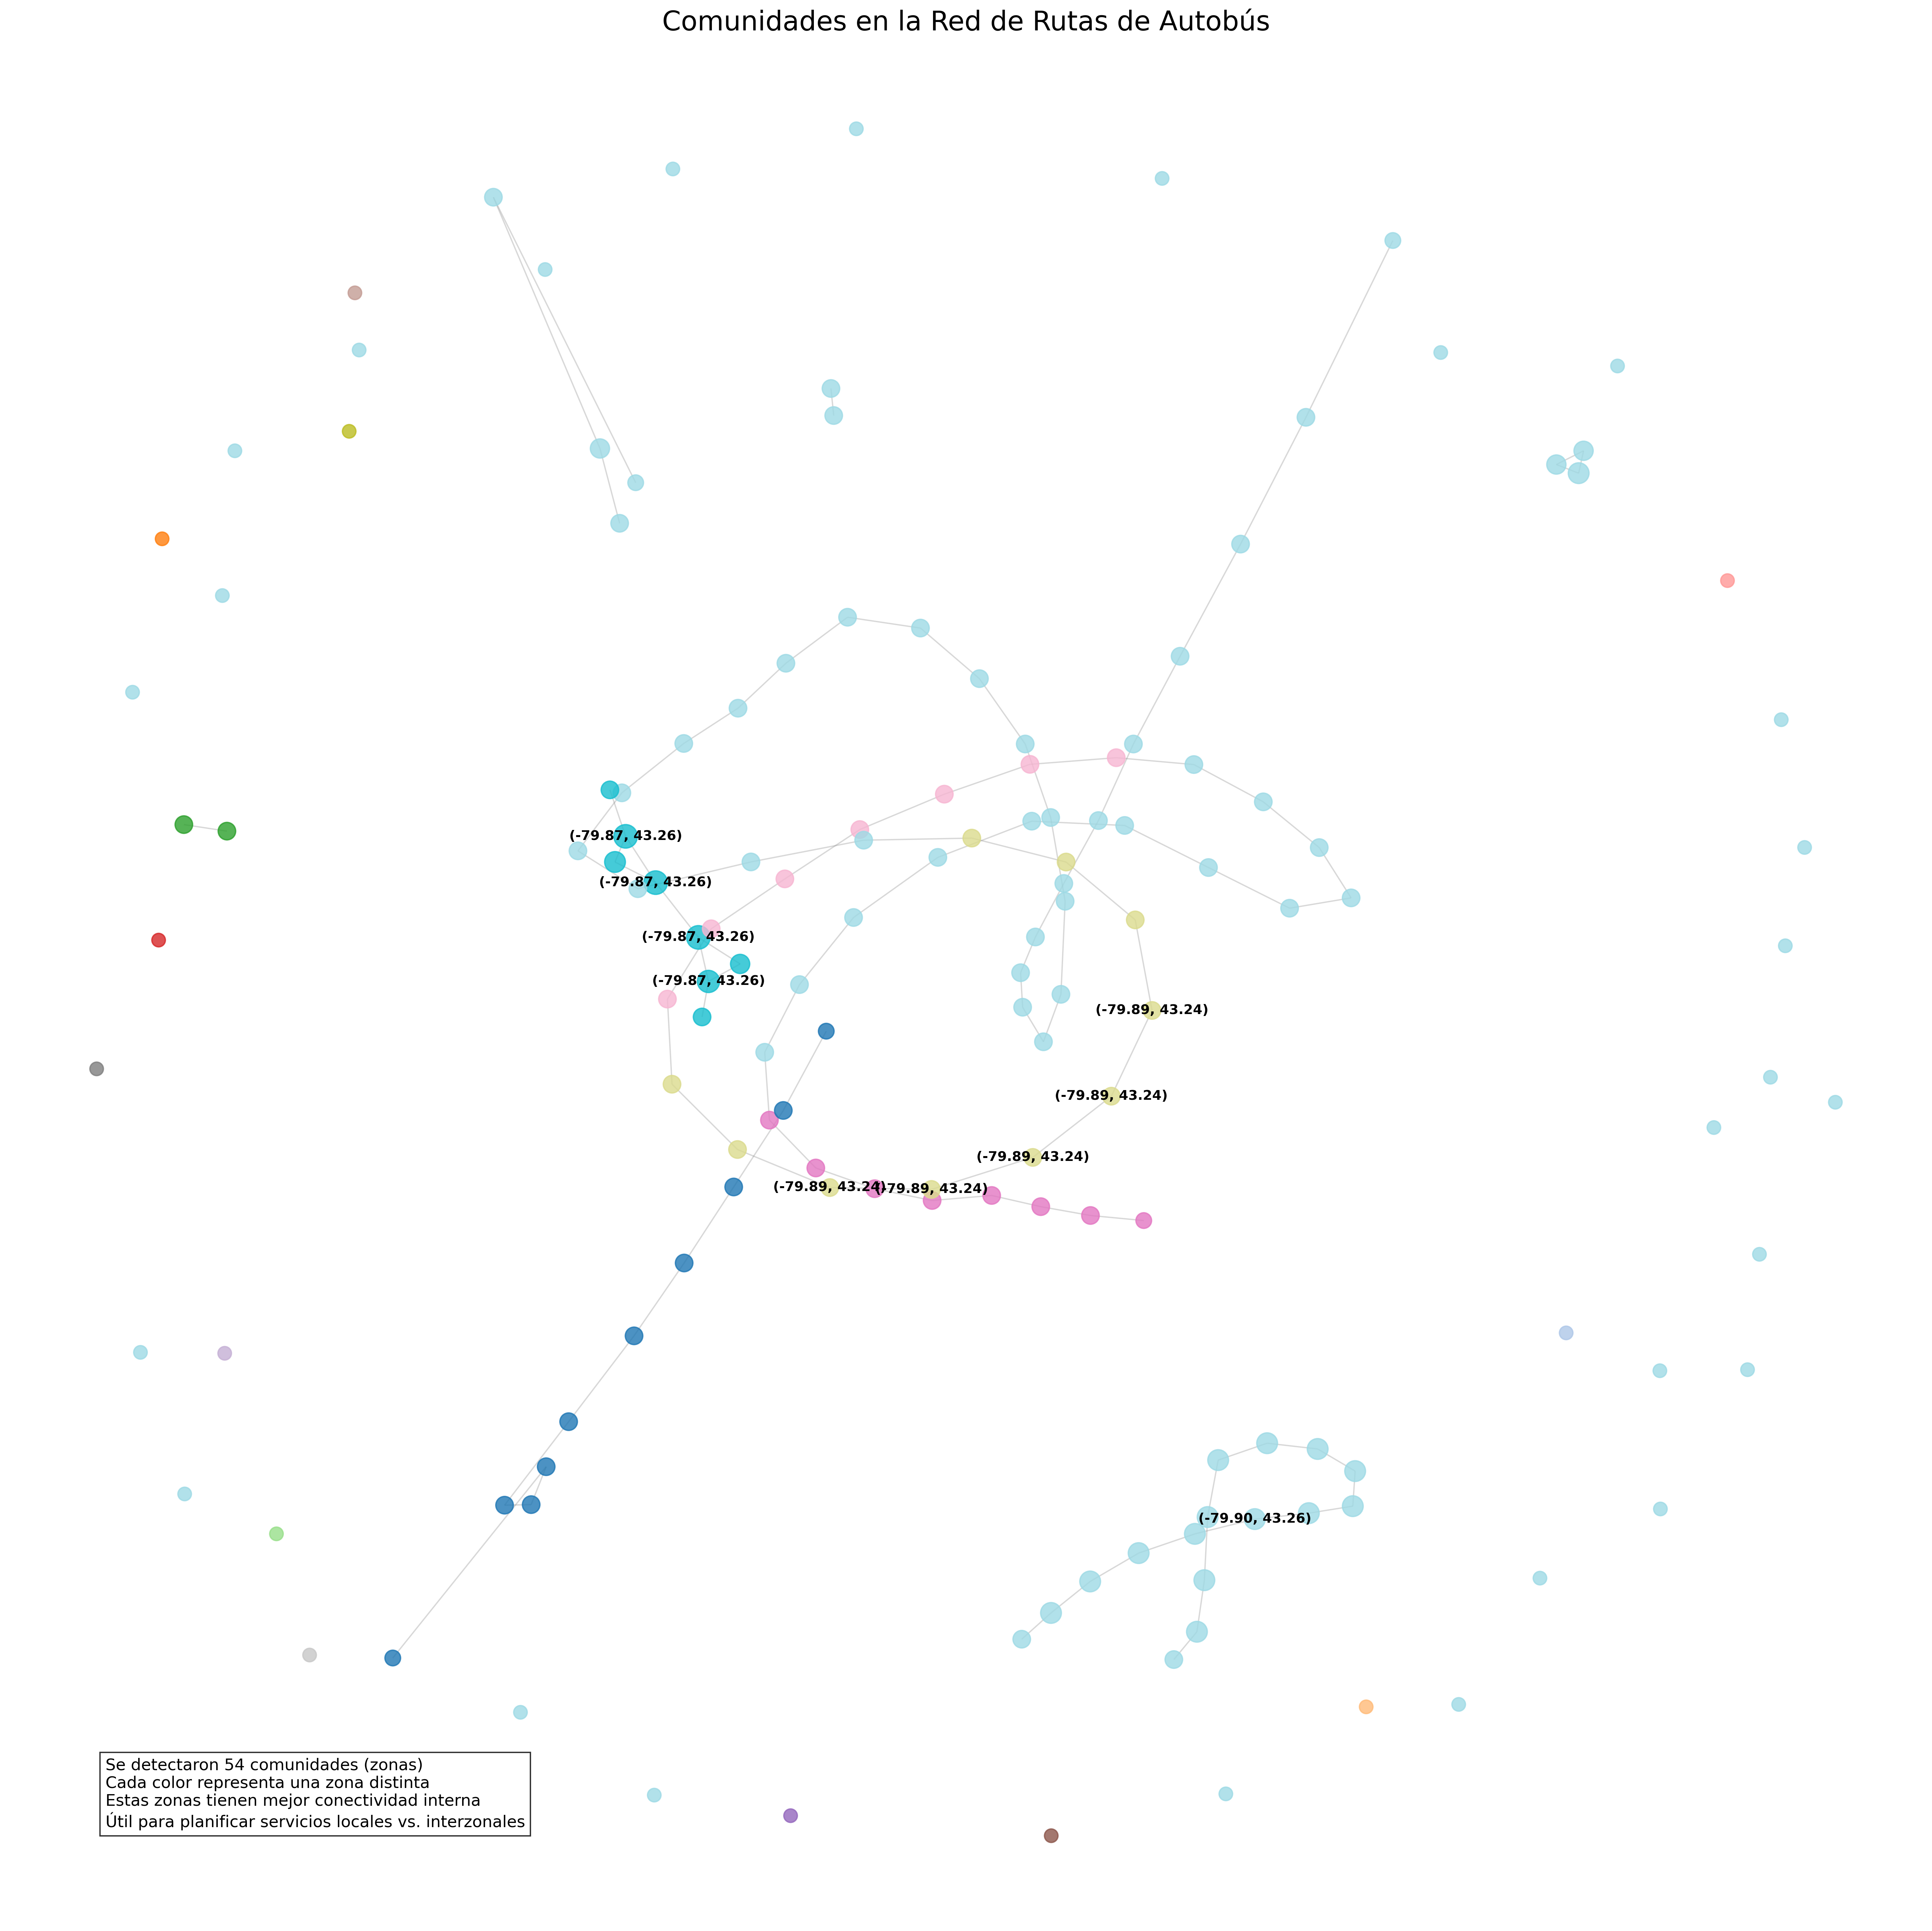 Comunidades en la Red de Rutas de Autobús
(-79.87, 43.26)
(-79.87, 43.26)
(-79.87, 43.26)
(-79.87, 43.26)
(-79.89, 43.24)
(-79.89, 43.24)
(-79.89, 43.24)
(-79.89, 43.24)
(-79.89, 43.24)
(-79.90, 43.26)
Se detectaron 54 comunidades (zonas)
Cada color representa una zona distinta
Estas zonas tienen mejor conectividad interna
Útil para planificar servicios locales vs. interzonales